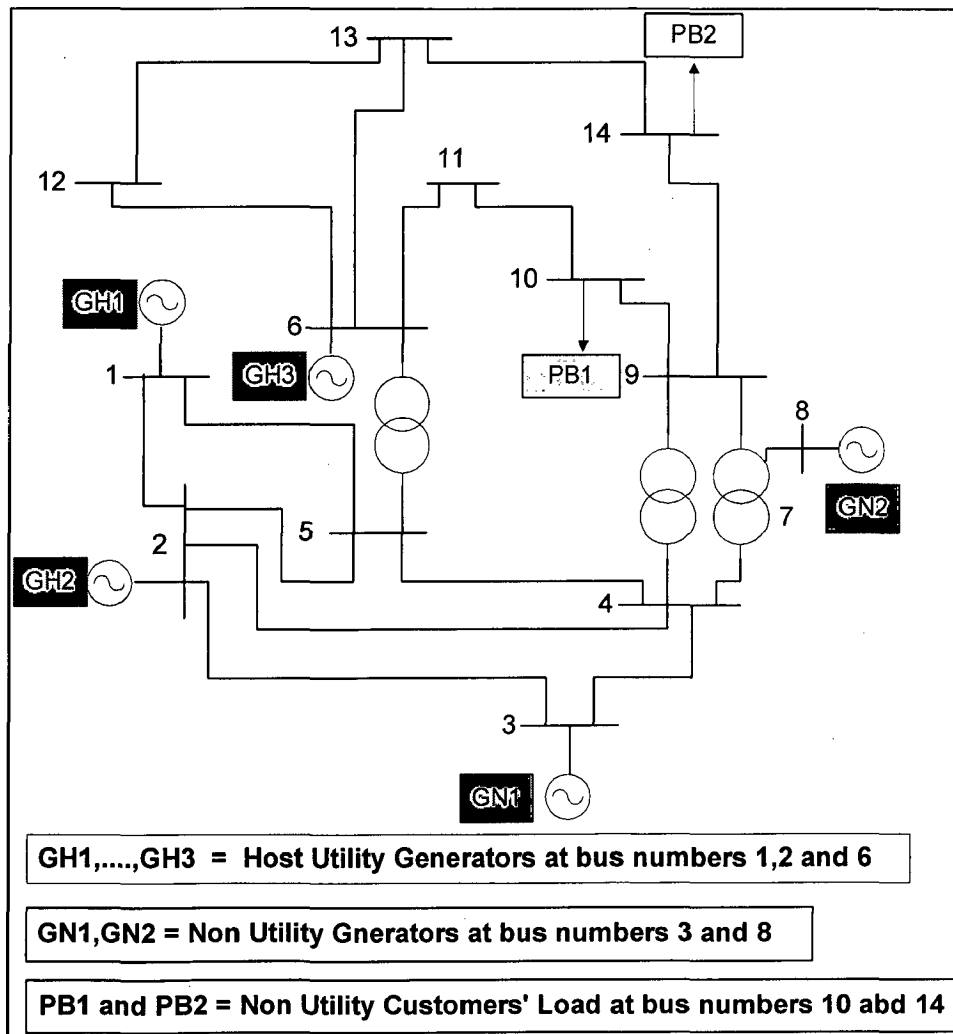 13
PB2
14
11
12
10
GH1
6
PB1
9
GH3
1
8
5
7
GN2
2
GH2
4
3
GN1
GH1,....,GH3 = Host Utility Generators at bus numbers 1,2 and 6
GN1,GN2 = Non Utility Gnerators at bus numbers 3 and 8
PB1 and PB2 = Non Utility Customers' Load at bus numbers 10 abd 14